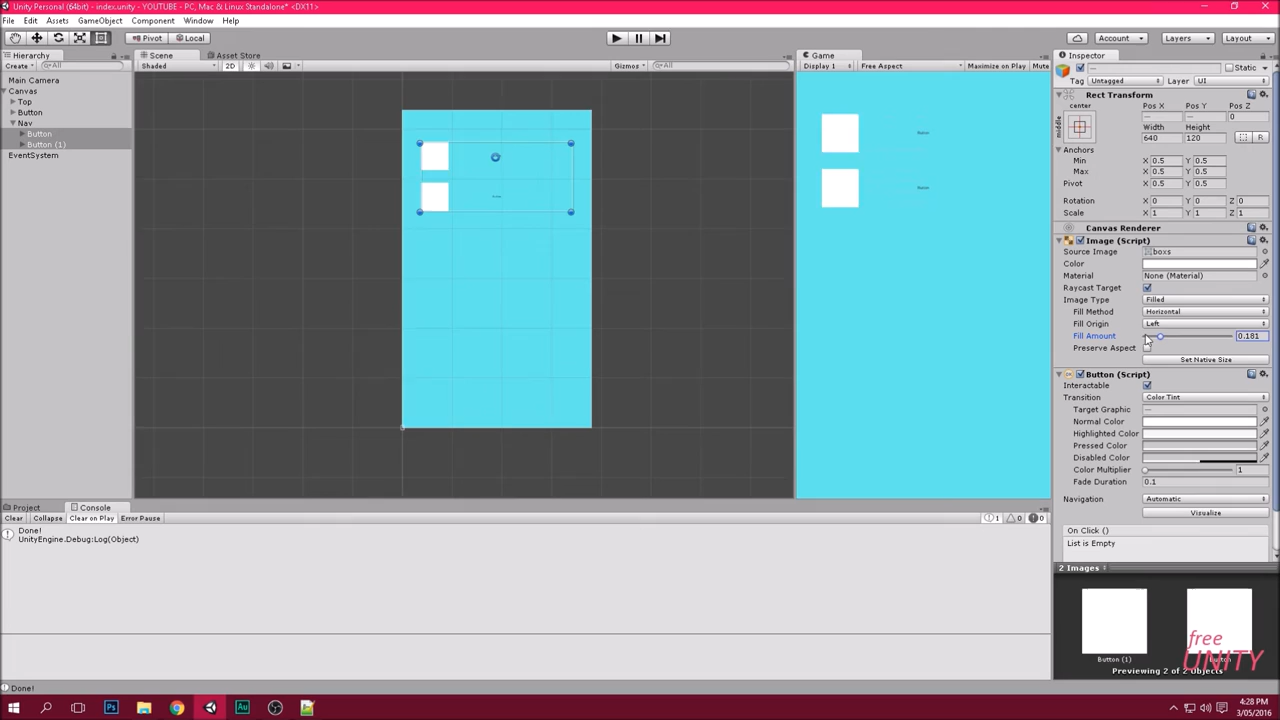 Unity Personal (64bit) - index.unity - YOUTUBE - PC, Mac & Linux Standalone* <DX11>
File Edit Assets GameObject Component Window Help
Pivot Local Account Layers Layout
Hierarchy
Create All
Main Camera
Canvas
Top
Button
Nav
Button
Button (1)
EventSystem
Scene Asset Store
Shaded 2D Gizmos All
Game
Display 1 Free Aspect Maximize on Play Mute
Button
Inspector
Static
Tag Untagged Layer UI
Rect Transform
center Pos X Pos Y Pos Z
middle — — 0
Width Height
640 120 R
Anchors
Min X 0.5 Y 0.5
Max X 0.5 Y 0.5
Pivot X 0.5 Y 0.5
Rotation X 0 Y 0 Z 0
Scale X 1 Y 1 Z 1
Canvas Renderer
Image (Script)
Source Image boxs
Color
Material None (Material)
Raycast Target
Image Type Filled
Fill Method Horizontal
Fill Origin Left
Fill Amount 0.181
Preserve Aspect
Set Native Size
Button (Script)
Interactable
Transition Color Tint
Target Graphic —
Normal Color
Highlighted Color
Pressed Color
Disabled Color
Color Multiplier 1
Fade Duration 0.1
Navigation Automatic
Visualize
On Click ()
List is Empty
2 Images
Button (1)
free
UNITY
Previewing 2 of 2 Objects
Project Console
Clear Collapse Clear on Play Error Pause 1 0 0
Done!
UnityEngine.Debug:Log(Object)
Done!
Ps Au
4:28 PM
3/05/2016